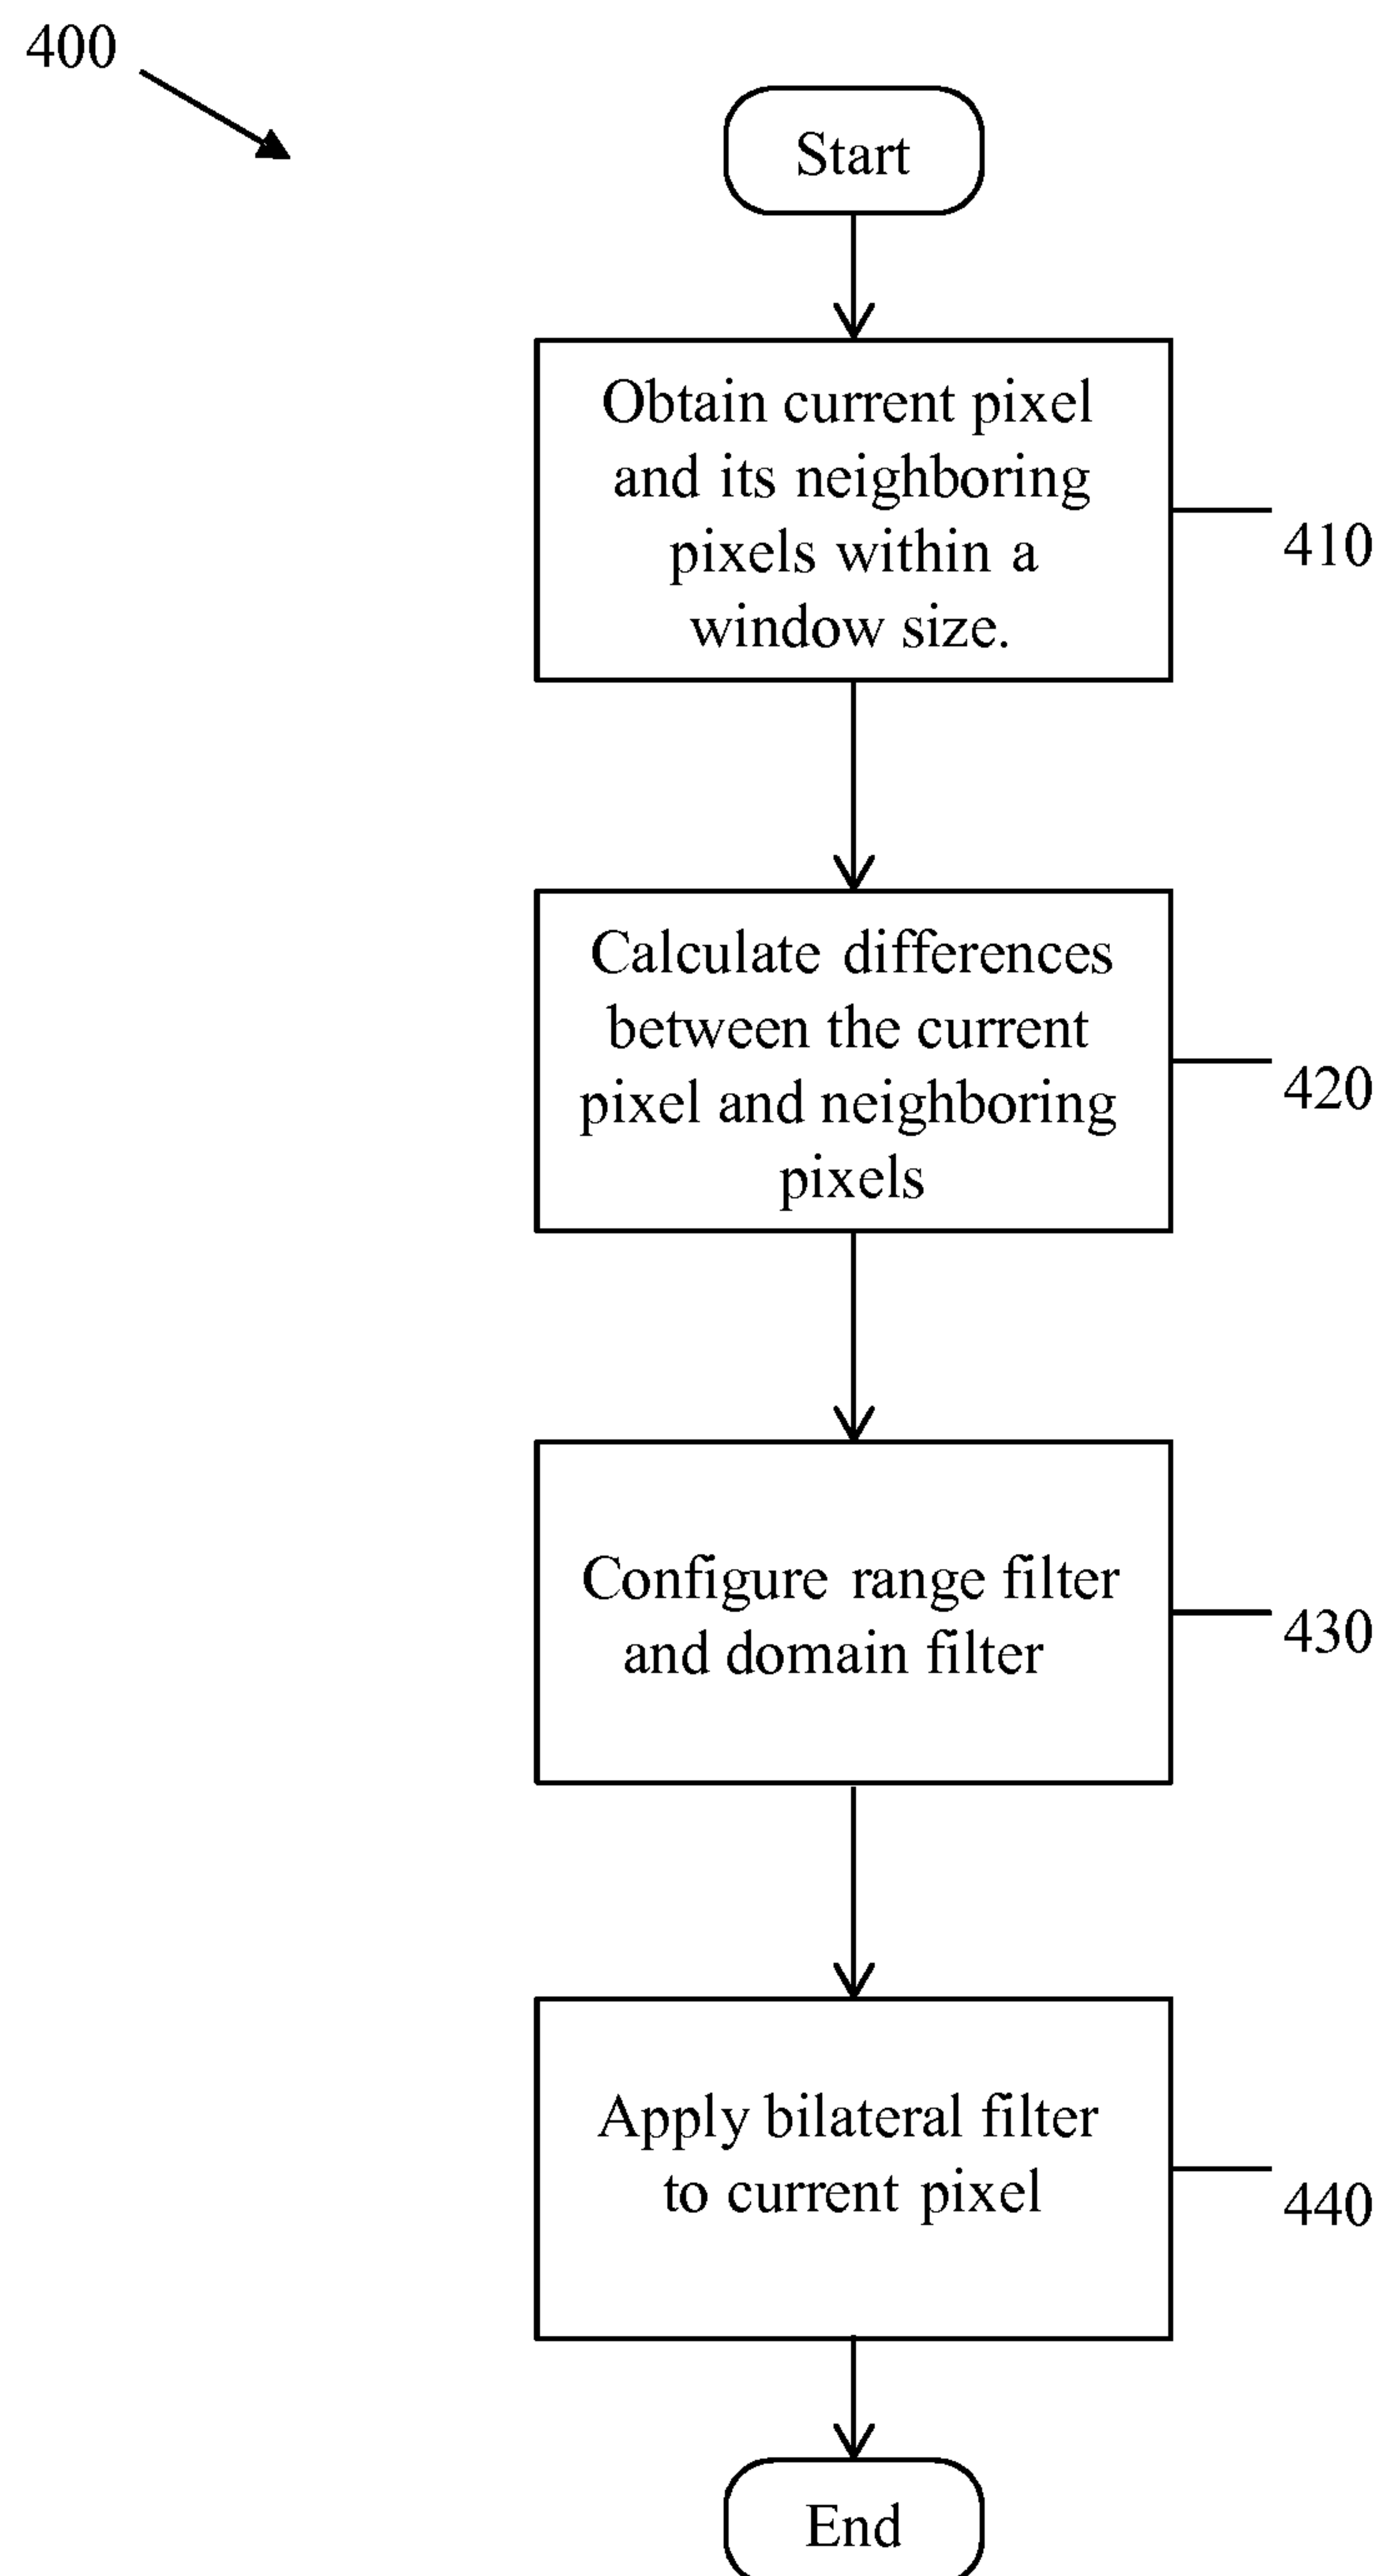 400
Start
Obtain current pixel
and its neighboring
pixels within a
window size.
410
Calculate differences
between the current
pixel and neighboring
pixels
420
Configure range filter
and domain filter
430
Apply bilateral filter
to current pixel
440
End